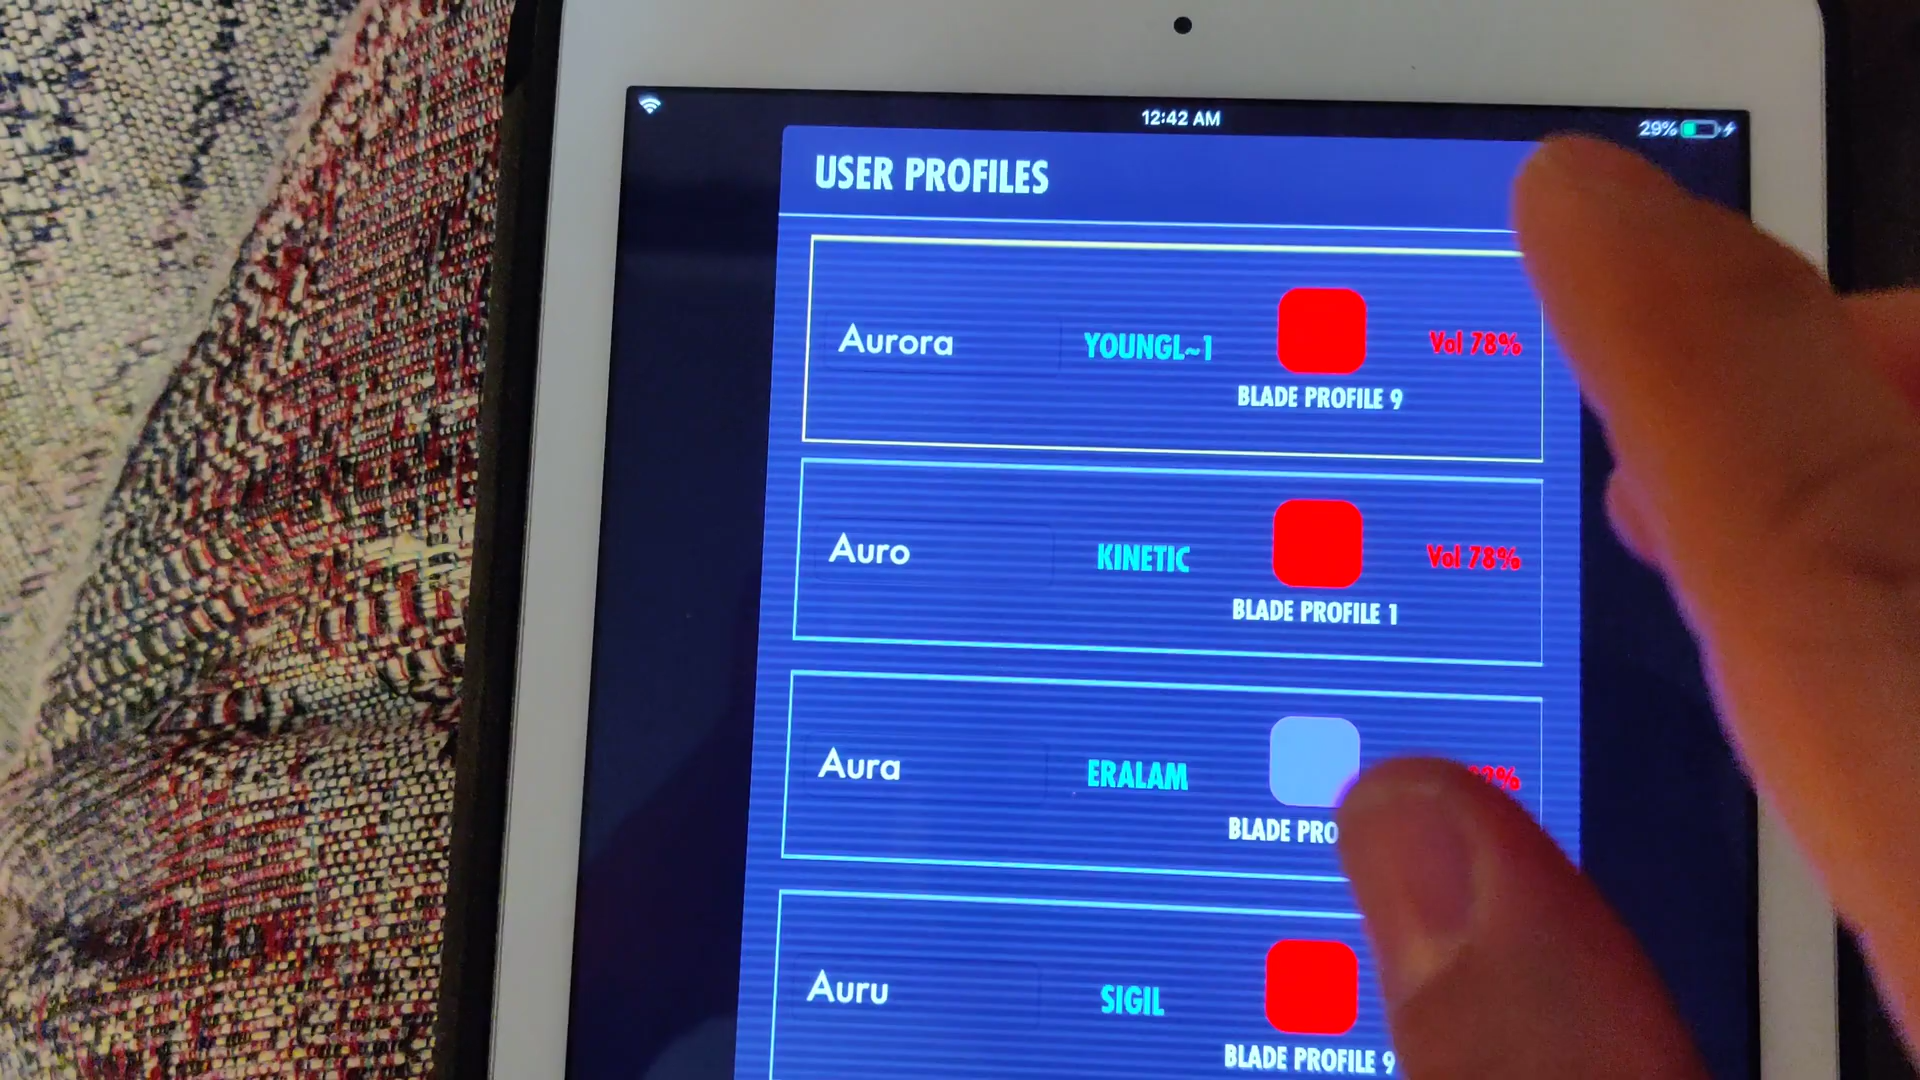 12:42 AM
29%
USER PROFILES
Aurora YOUNGL~1 Vol 78%
BLADE PROFILE 9
Auro KINETIC Vol 78%
BLADE PROFILE 1
Aura ERALAM
BLADE
Auru SIGIL
BLADE PROFILE 9